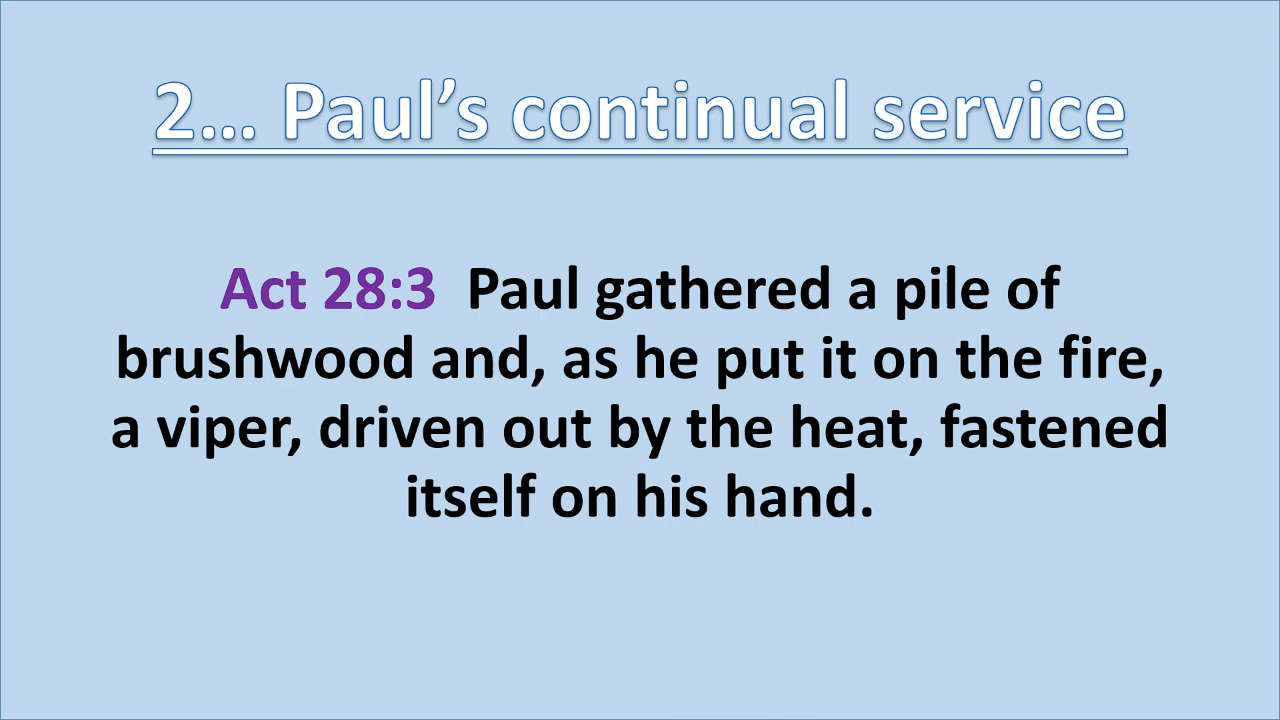 2… Paul’s continual service
Act 28:3  Paul gathered a pile of
brushwood and, as he put it on the fire,
a viper, driven out by the heat, fastened
itself on his hand.